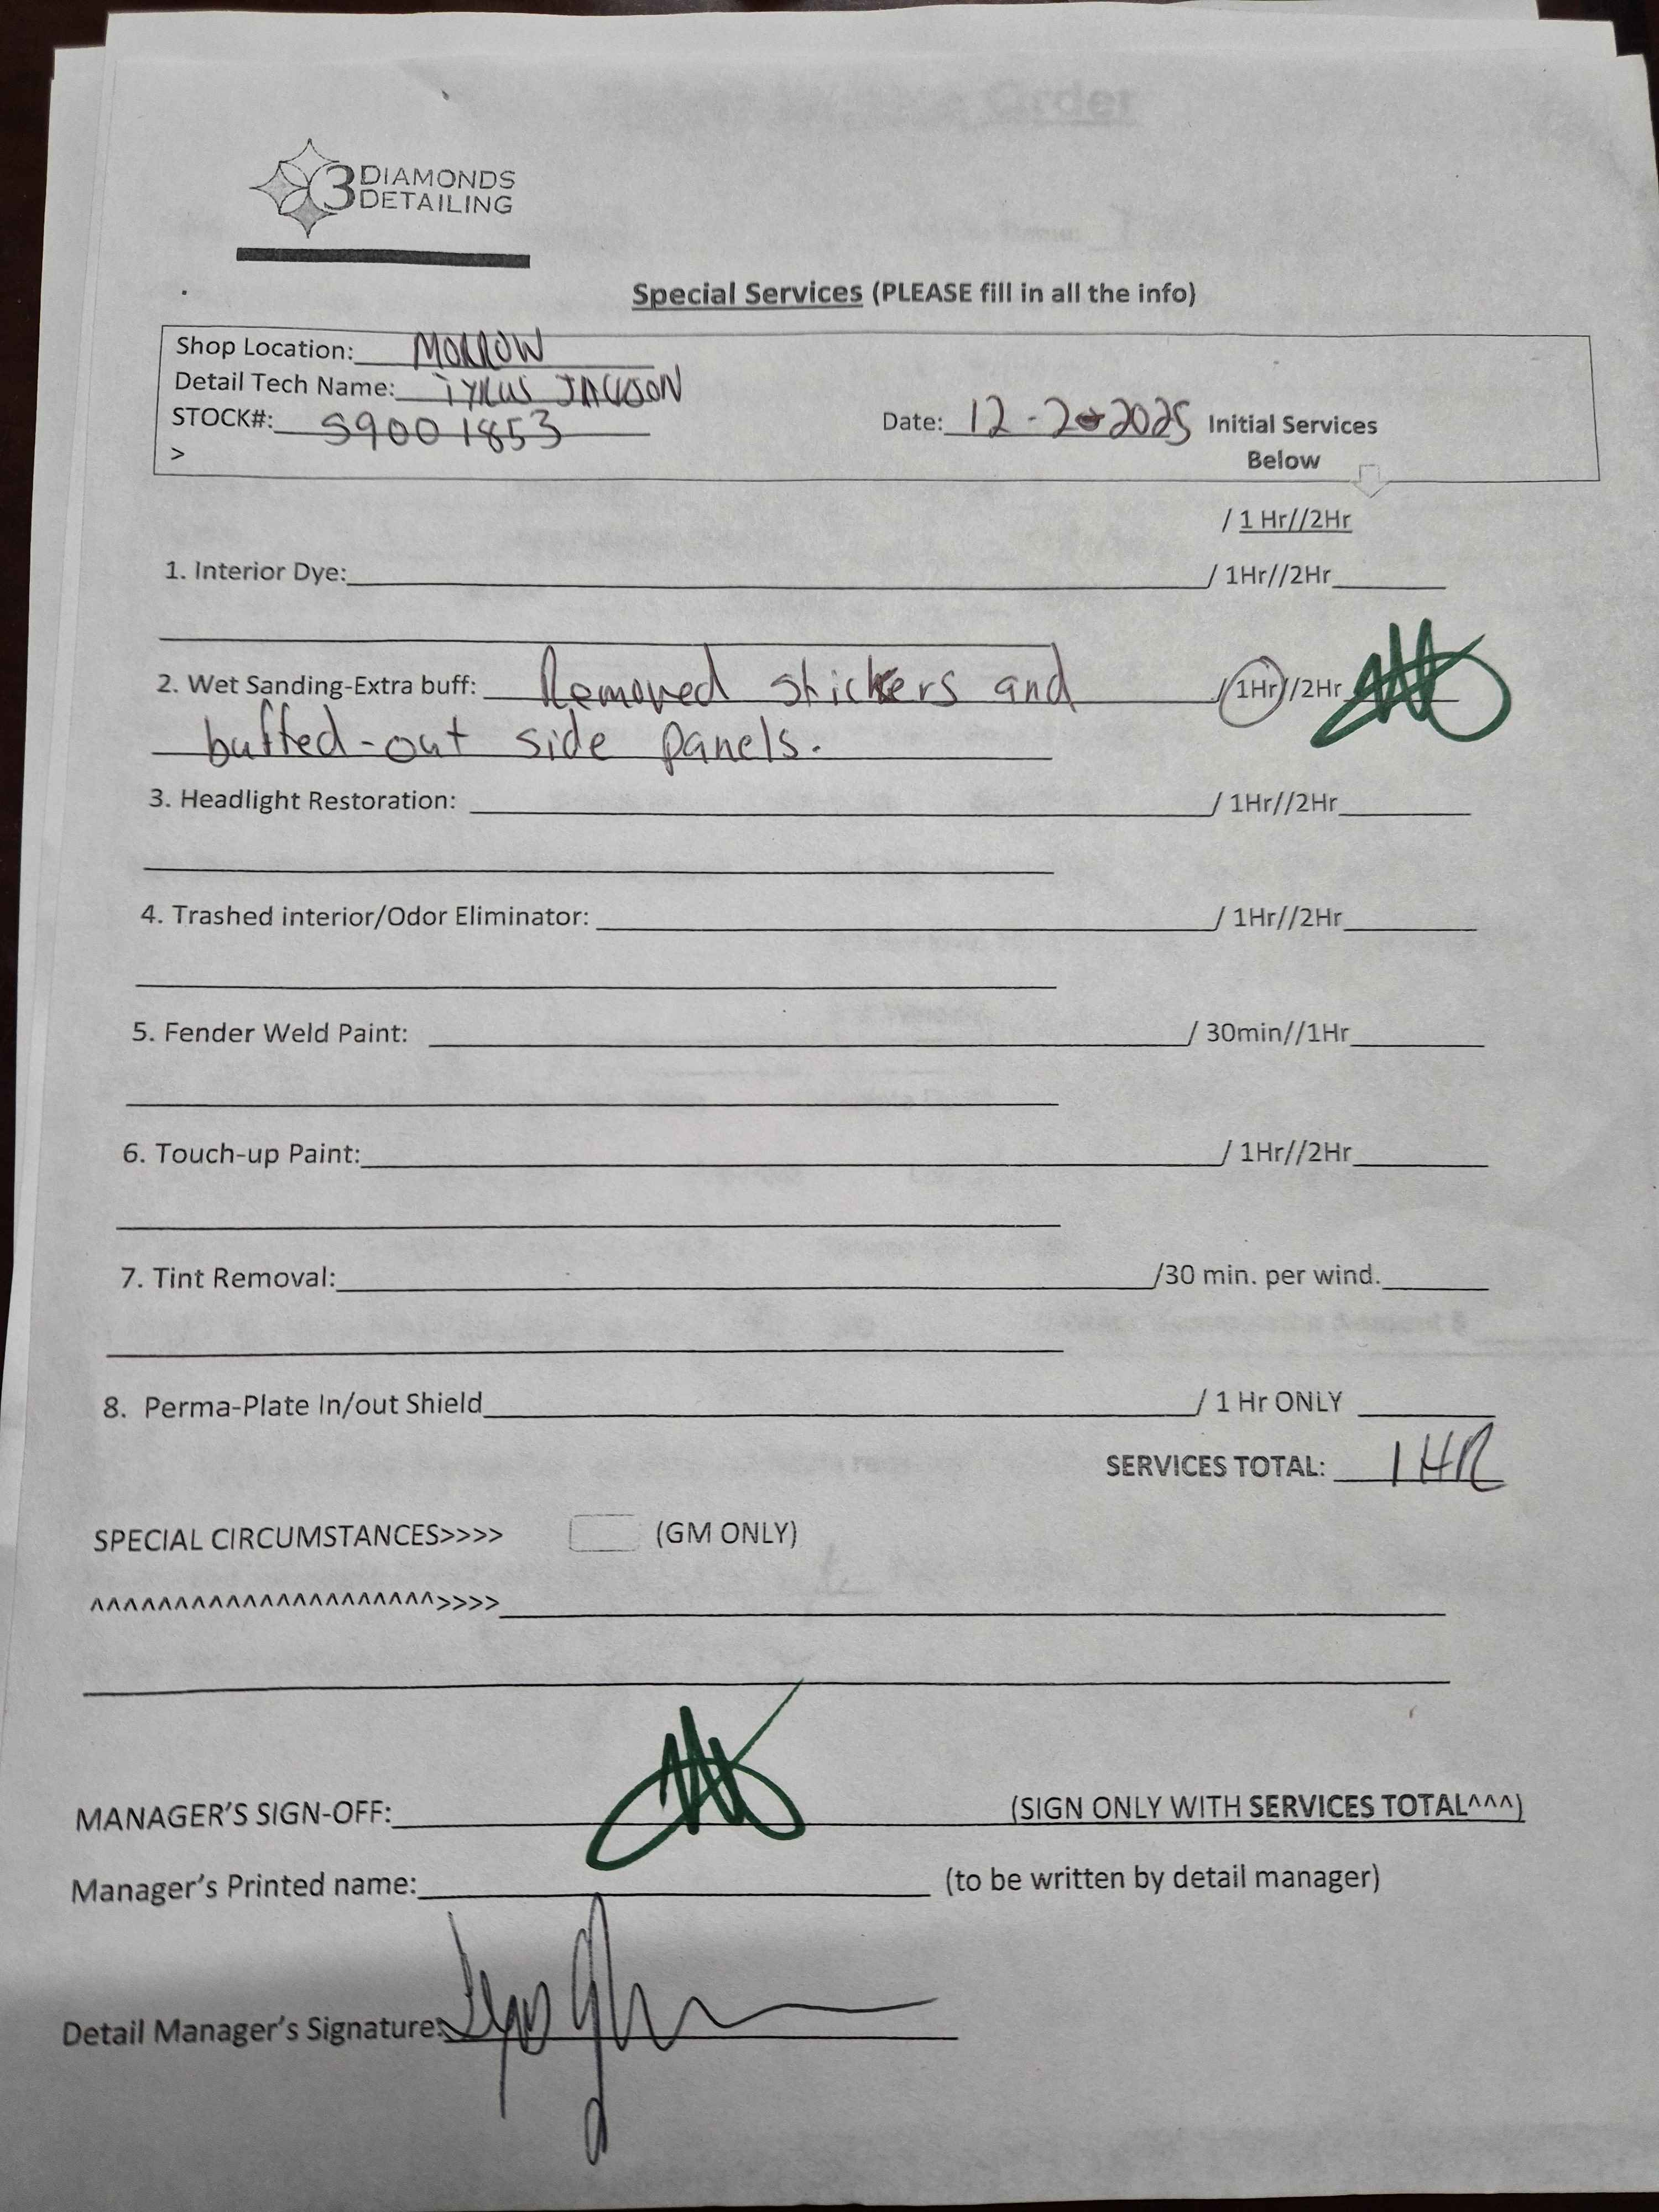 3 DIAMONDS
DETAILING
Special Services (PLEASE fill in all the info)
Shop Location: MORROW
Detail Tech Name: TYRUS JACKSON
STOCK#: S9001853
Date: 12-2-2025 Initial Services
>
Below
/ 1 Hr//2Hr
1. Interior Dye: / 1Hr//2Hr
2. Wet Sanding-Extra buff: Removed stickers and / 1Hr//2Hr
buffed-out side panels.
3. Headlight Restoration: / 1Hr//2Hr
4. Trashed interior/Odor Eliminator: / 1Hr//2Hr
5. Fender Weld Paint: / 30min//1Hr
6. Touch-up Paint: / 1Hr//2Hr
7. Tint Removal: /30 min. per wind.
8. Perma-Plate In/out Shield / 1 Hr ONLY
SERVICES TOTAL: 1 HR
SPECIAL CIRCUMSTANCES>>>> (GM ONLY)
^^^^^^^^^^^^^^^^^^^^^>>>>
MANAGER'S SIGN-OFF: (SIGN ONLY WITH SERVICES TOTAL^^^)
Manager's Printed name: (to be written by detail manager)
Detail Manager's Signature: